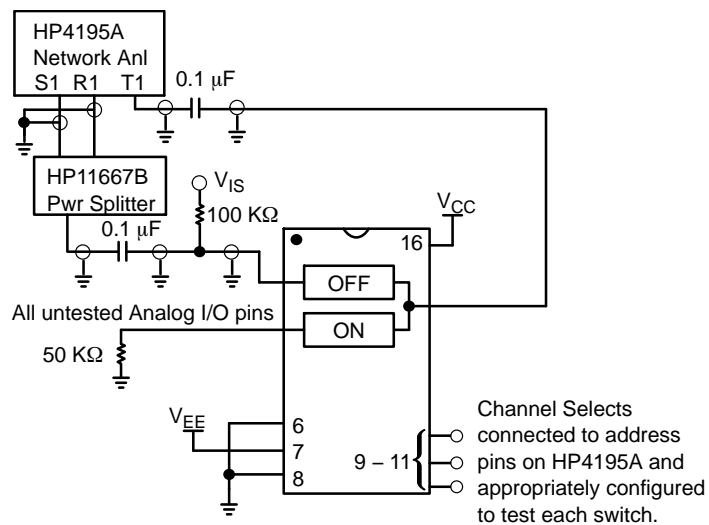 HP4195A
Network Anl
S1 R1 T1
0.1 μF
HP11667B
Pwr Splitter
V_IS
100 KΩ
0.1 μF
V_CC
16
OFF
All untested Analog I/O pins
ON
50 KΩ
V_EE
6
7
8
9 – 11
Channel Selects
connected to address
pins on HP4195A and
appropriately configured
to test each switch.